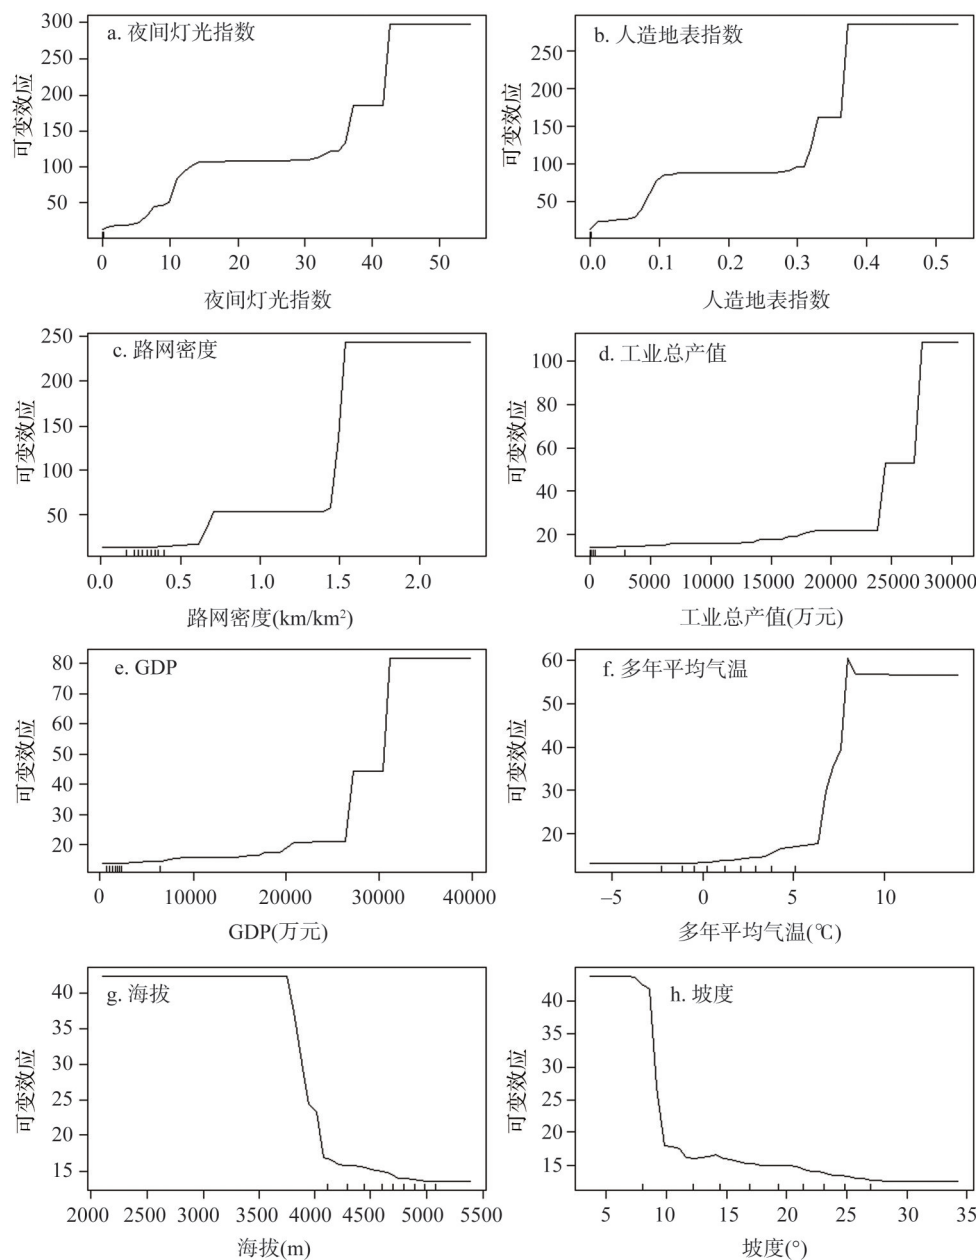 a. 夜间灯光指数
300
250
200
150
100
50
可变效应
0 10 20 30 40 50
夜间灯光指数
b. 人造地表指数
250
200
150
100
50
可变效应
0.0 0.1 0.2 0.3 0.4 0.5
人造地表指数
c. 路网密度
250
200
150
100
50
可变效应
0.0 0.5 1.0 1.5 2.0
路网密度(km/km²)
d. 工业总产值
100
80
60
40
20
可变效应
0 5000 10000 15000 20000 25000 30000
工业总产值(万元)
e. GDP
80
70
60
50
40
30
20
可变效应
0 10000 20000 30000 40000
GDP(万元)
f. 多年平均气温
60
50
40
30
20
可变效应
–5 0 5 10
多年平均气温(℃)
g. 海拔
40
35
30
25
20
15
可变效应
2000 2500 3000 3500 4000 4500 5000 5500
海拔(m)
h. 坡度
40
35
30
25
20
15
可变效应
5 10 15 20 25 30 35
坡度(°)